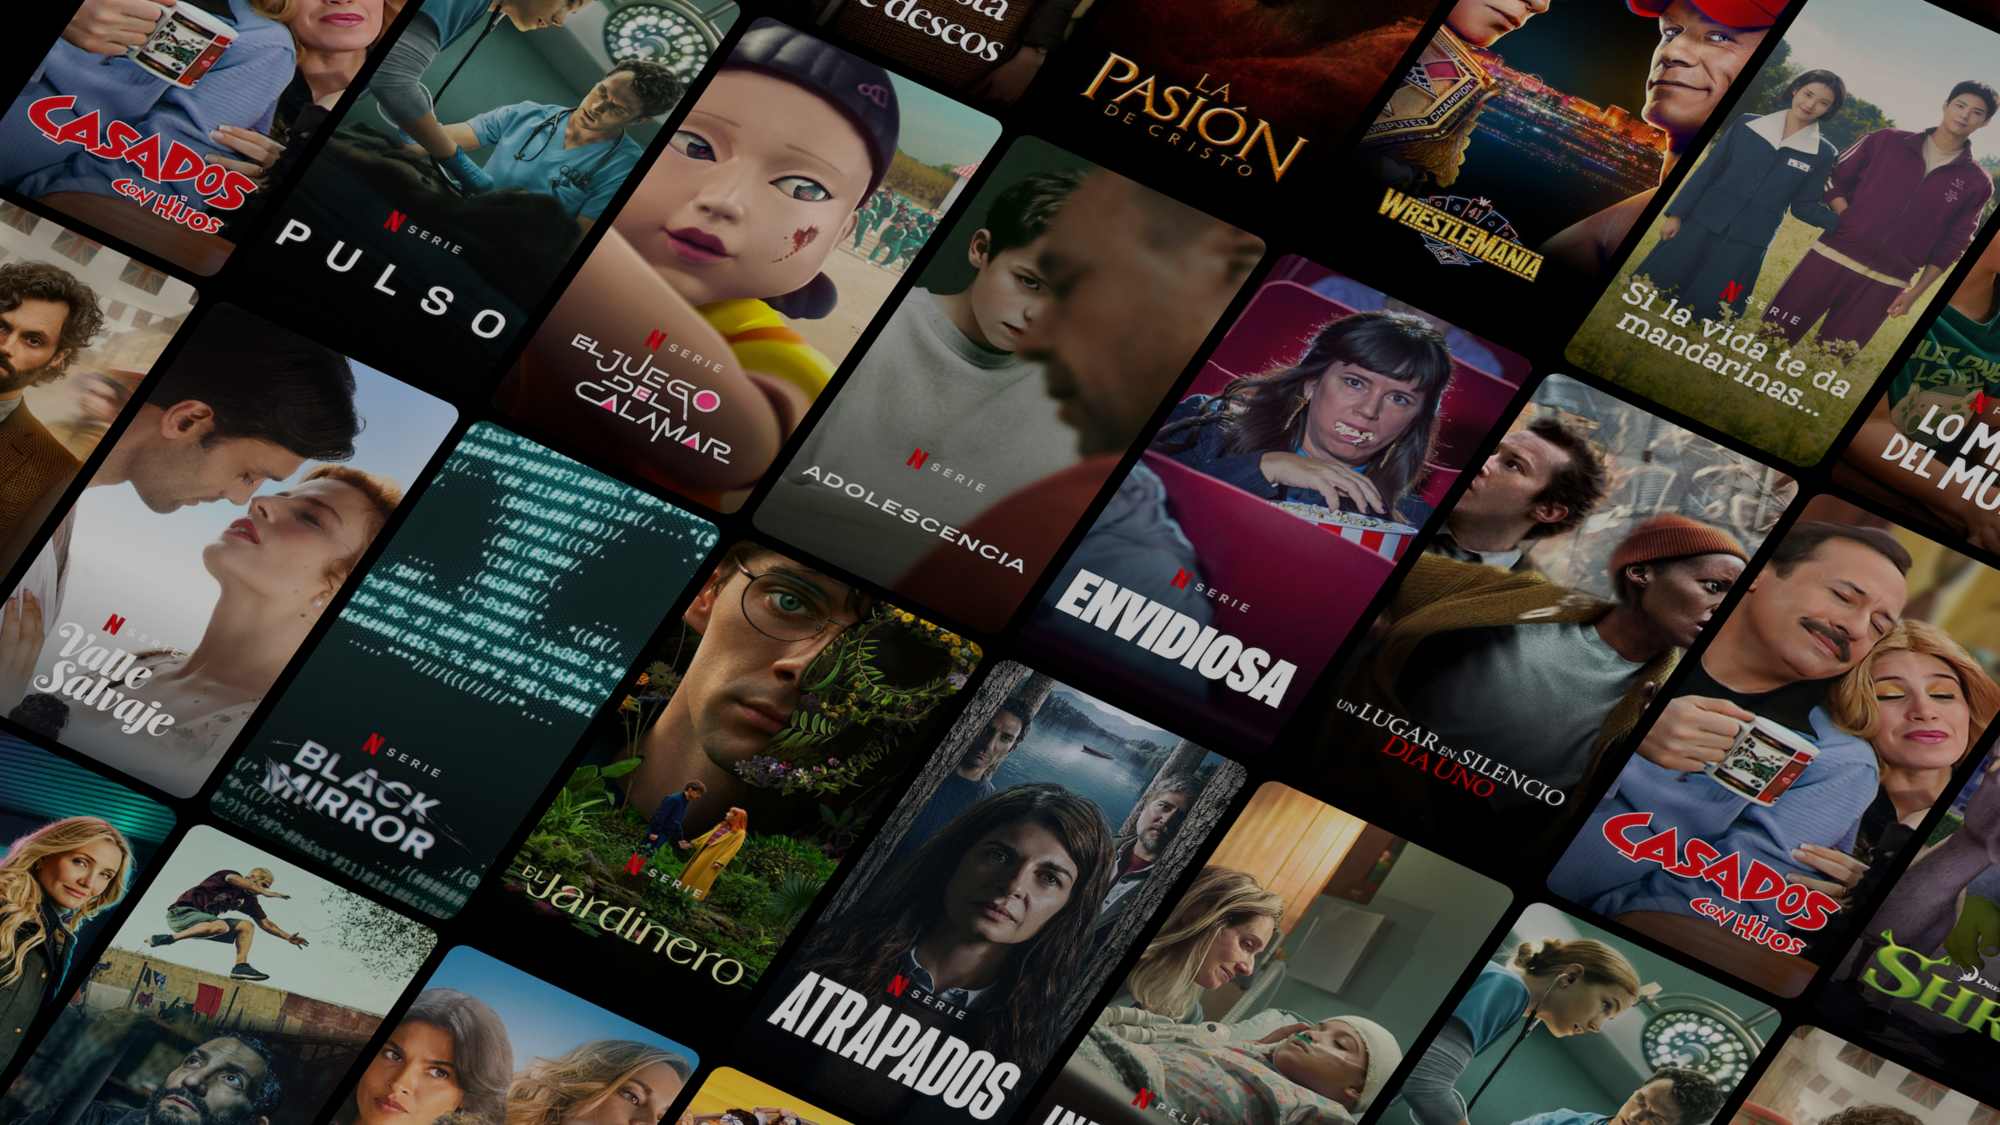 CASADOS
CON HIJOS
N SERIE
PULSO
N SERIE
EL JUEGO
DEL
CALAMAR
de deseos
LA
PASIÓN
DE CRISTO
N SERIE
ADOLESCENCIA
UNDISPUTED CHAMPION
41
WRESTLEMANIA
N SERIE
Si la vida te da
mandarinas...
N SERIE
Valle
Salvaje
N SERIE
BLACK
MIRROR
N SERIE
EL Jardinero
N SERIE
ENVIDIOSA
UN LUGAR EN SILENCIO
DÍA UNO
LO M
DEL MU
N SERIE
ATRAPADOS
CASADOS
CON HIJOS
SHR
N PELÍ